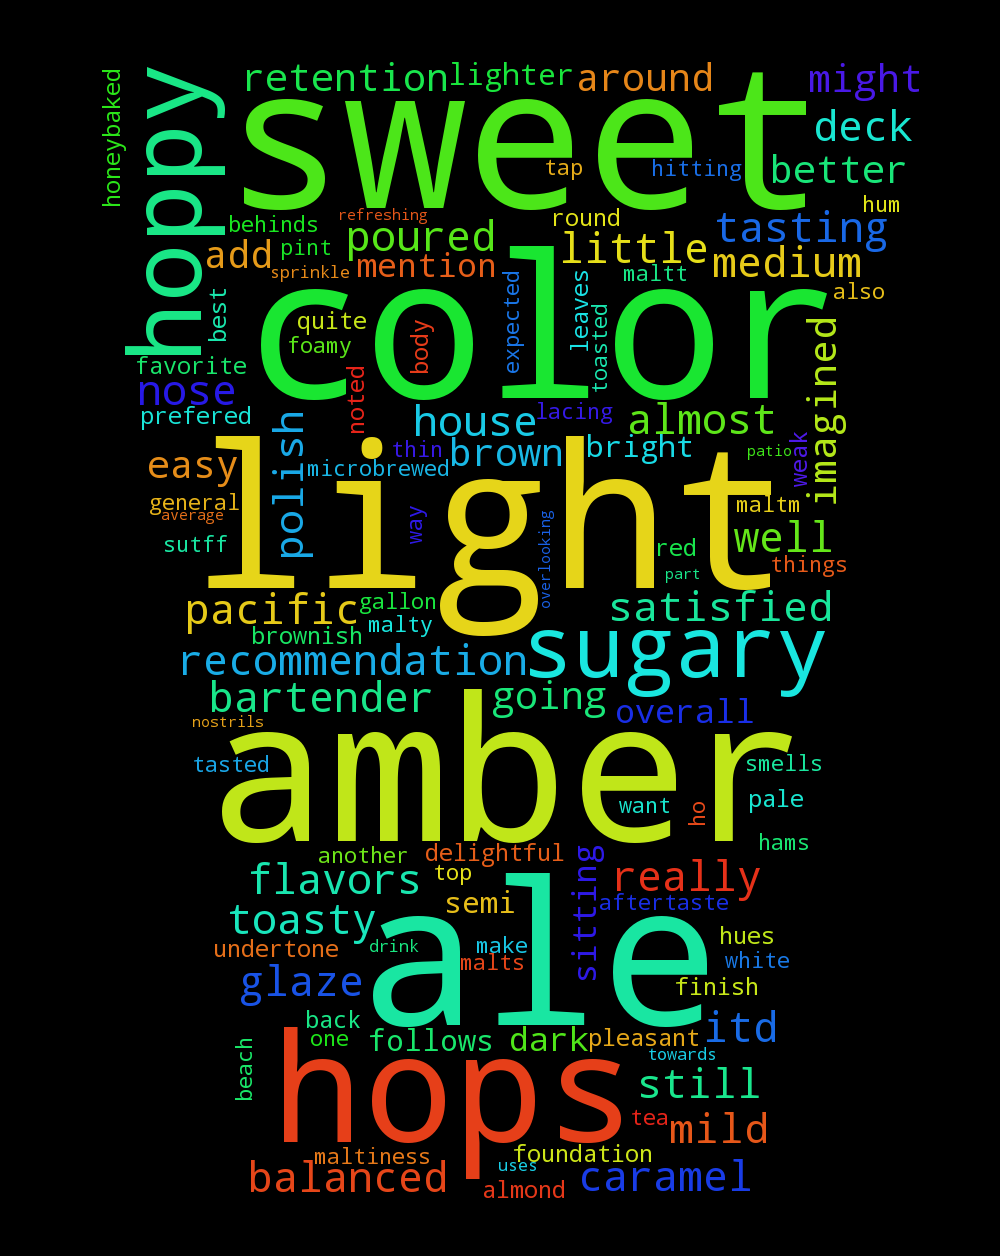 honeybaked
hoppy
retention
lighter
around
might
sweet
deck
tap
hitting
better
hum
behinds
refreshing
round
tasting
add
pint
poured
little
medium
sprinkle
mention
maltt
also
color
best
quite
foamy
body
expected
leaves
toasted
favorite
nose
noted
imagined
prefered
polish
house
lacing
almost
easy
microbrewed
thin
brown
bright
patio
weak
light
general
average
sutff
way
overlooking
maltm
well
red
part
things
pacific
gallon
satisfied
brownish
malty
sugary
recommendation
bartender
going
overall
nostrils
amber
tasted
smells
want
ho
pale
hams
another
delightful
flavors
top
semi
sitting
really
aftertaste
toasty
ale
undertone
drink
make
malts
hues
white
glaze
finish
back
one
follows
dark
pleasant
itd
towards
beach
hops
still
tea
mild
maltiness
foundation
balanced
uses
almond
caramel